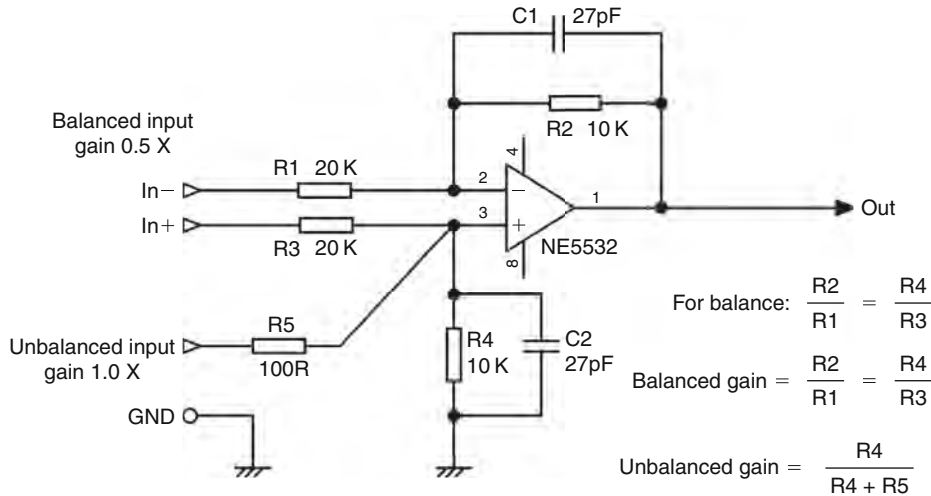 C1 27pF
R2 10 K
Balanced input
gain 0.5 X
R1 20 K
In−
2
−
4
1
Out
In+
3
+
R3 20 K
NE5532
8
Unbalanced input
gain 1.0 X
R5
100R
R4
10 K
C2
27pF
GND
For balance: R2/R1 = R4/R3
Balanced gain = R2/R1 = R4/R3
Unbalanced gain = R4/R4 + R5